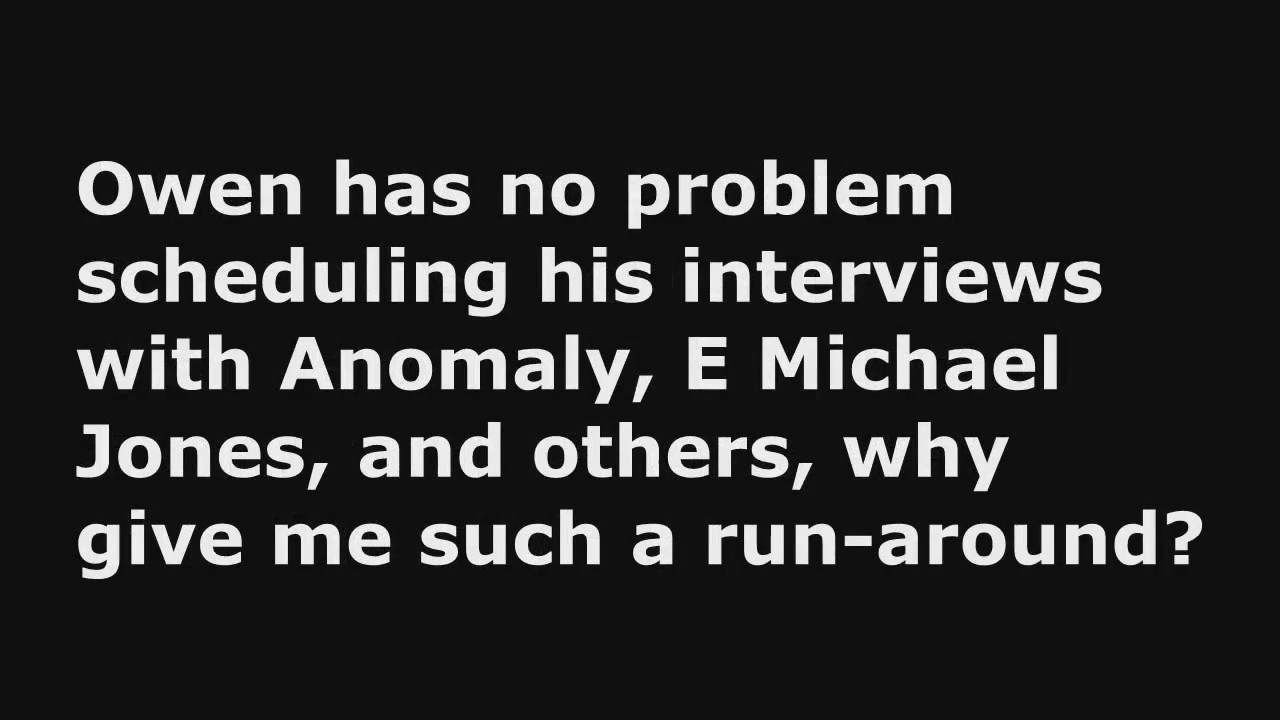 Owen has no problem
scheduling his interviews
with Anomaly, E Michael
Jones, and others, why
give me such a run-around?